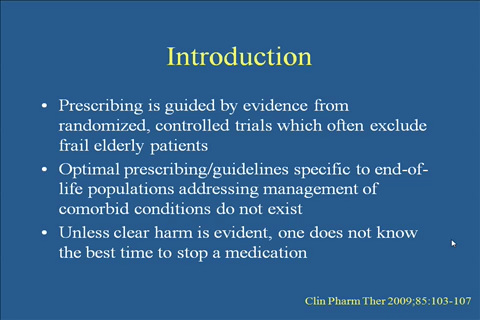 Introduction
• Prescribing is guided by evidence from
randomized, controlled trials which often exclude
frail elderly patients
• Optimal prescribing/guidelines specific to end-of-
life populations addressing management of
comorbid conditions do not exist
• Unless clear harm is evident, one does not know
the best time to stop a medication
Clin Pharm Ther 2009;85:103-107